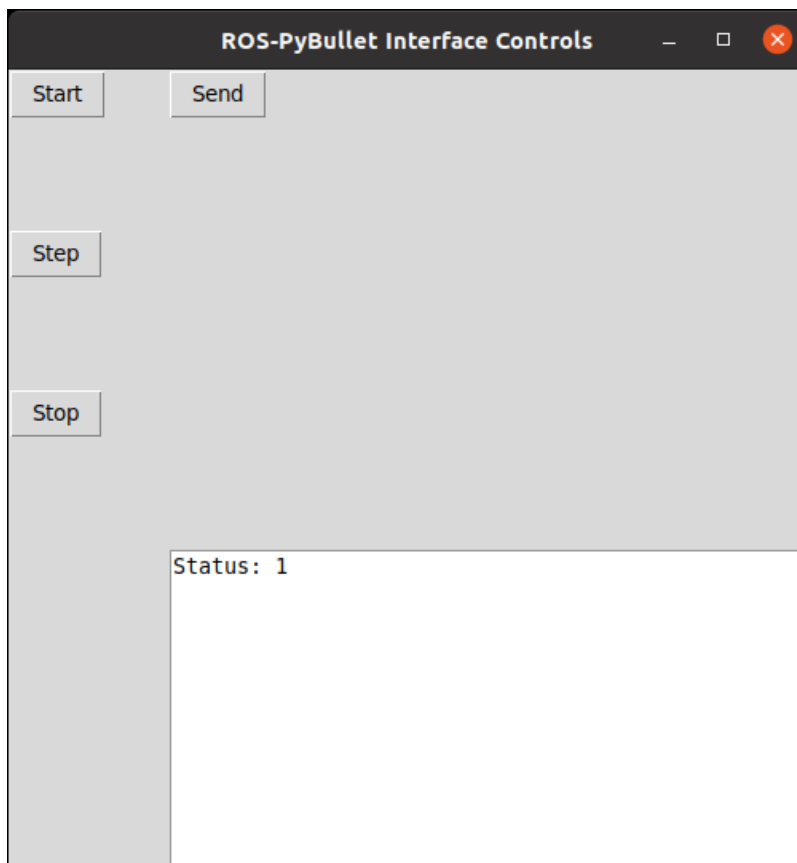 ROS-PyBullet Interface Controls
Start
Send
Step
Stop
Status: 1